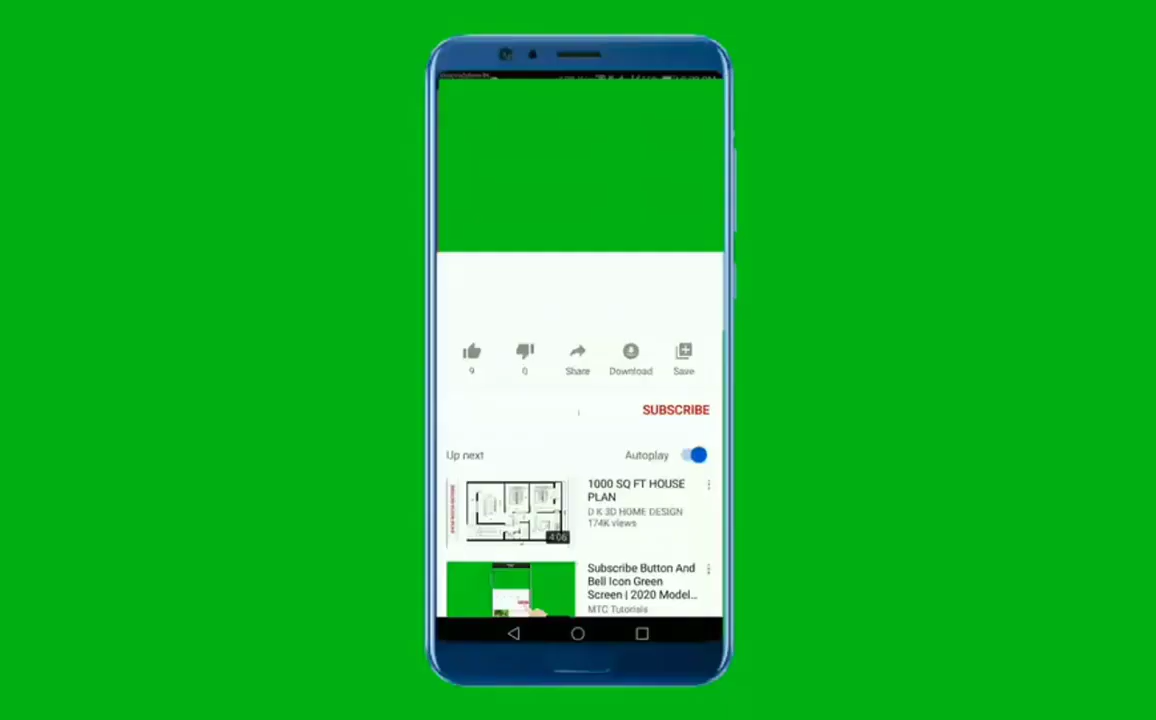 9
0
Share
Download
Save
SUBSCRIBE
Up next
Autoplay
1000 SQ FT HOUSE
PLAN
D K 3D HOME DESIGN
174K views
4:06
Subscribe Button And
Bell Icon Green
Screen | 2020 Model...
MTC Tutorials